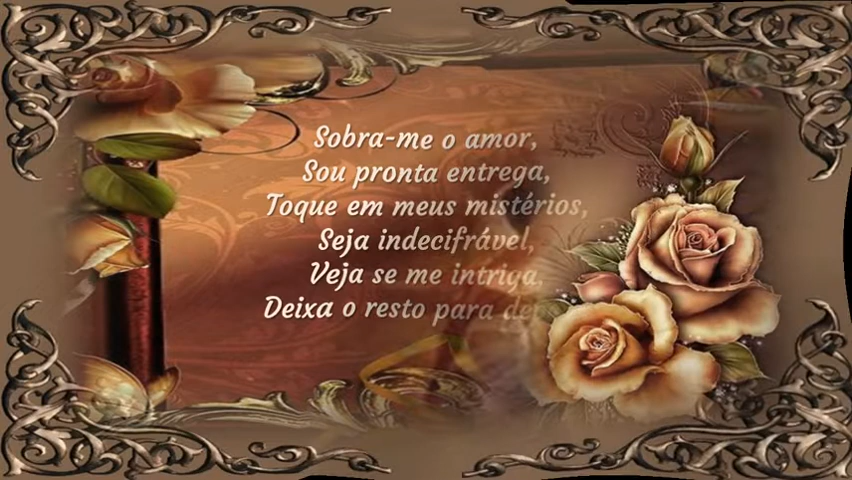 Sobra-me o amor,
Sou pronta entrega,
Toque em meus mistérios,
Seja indecifrável,
Veja se me intriga.
Deixa o resto para